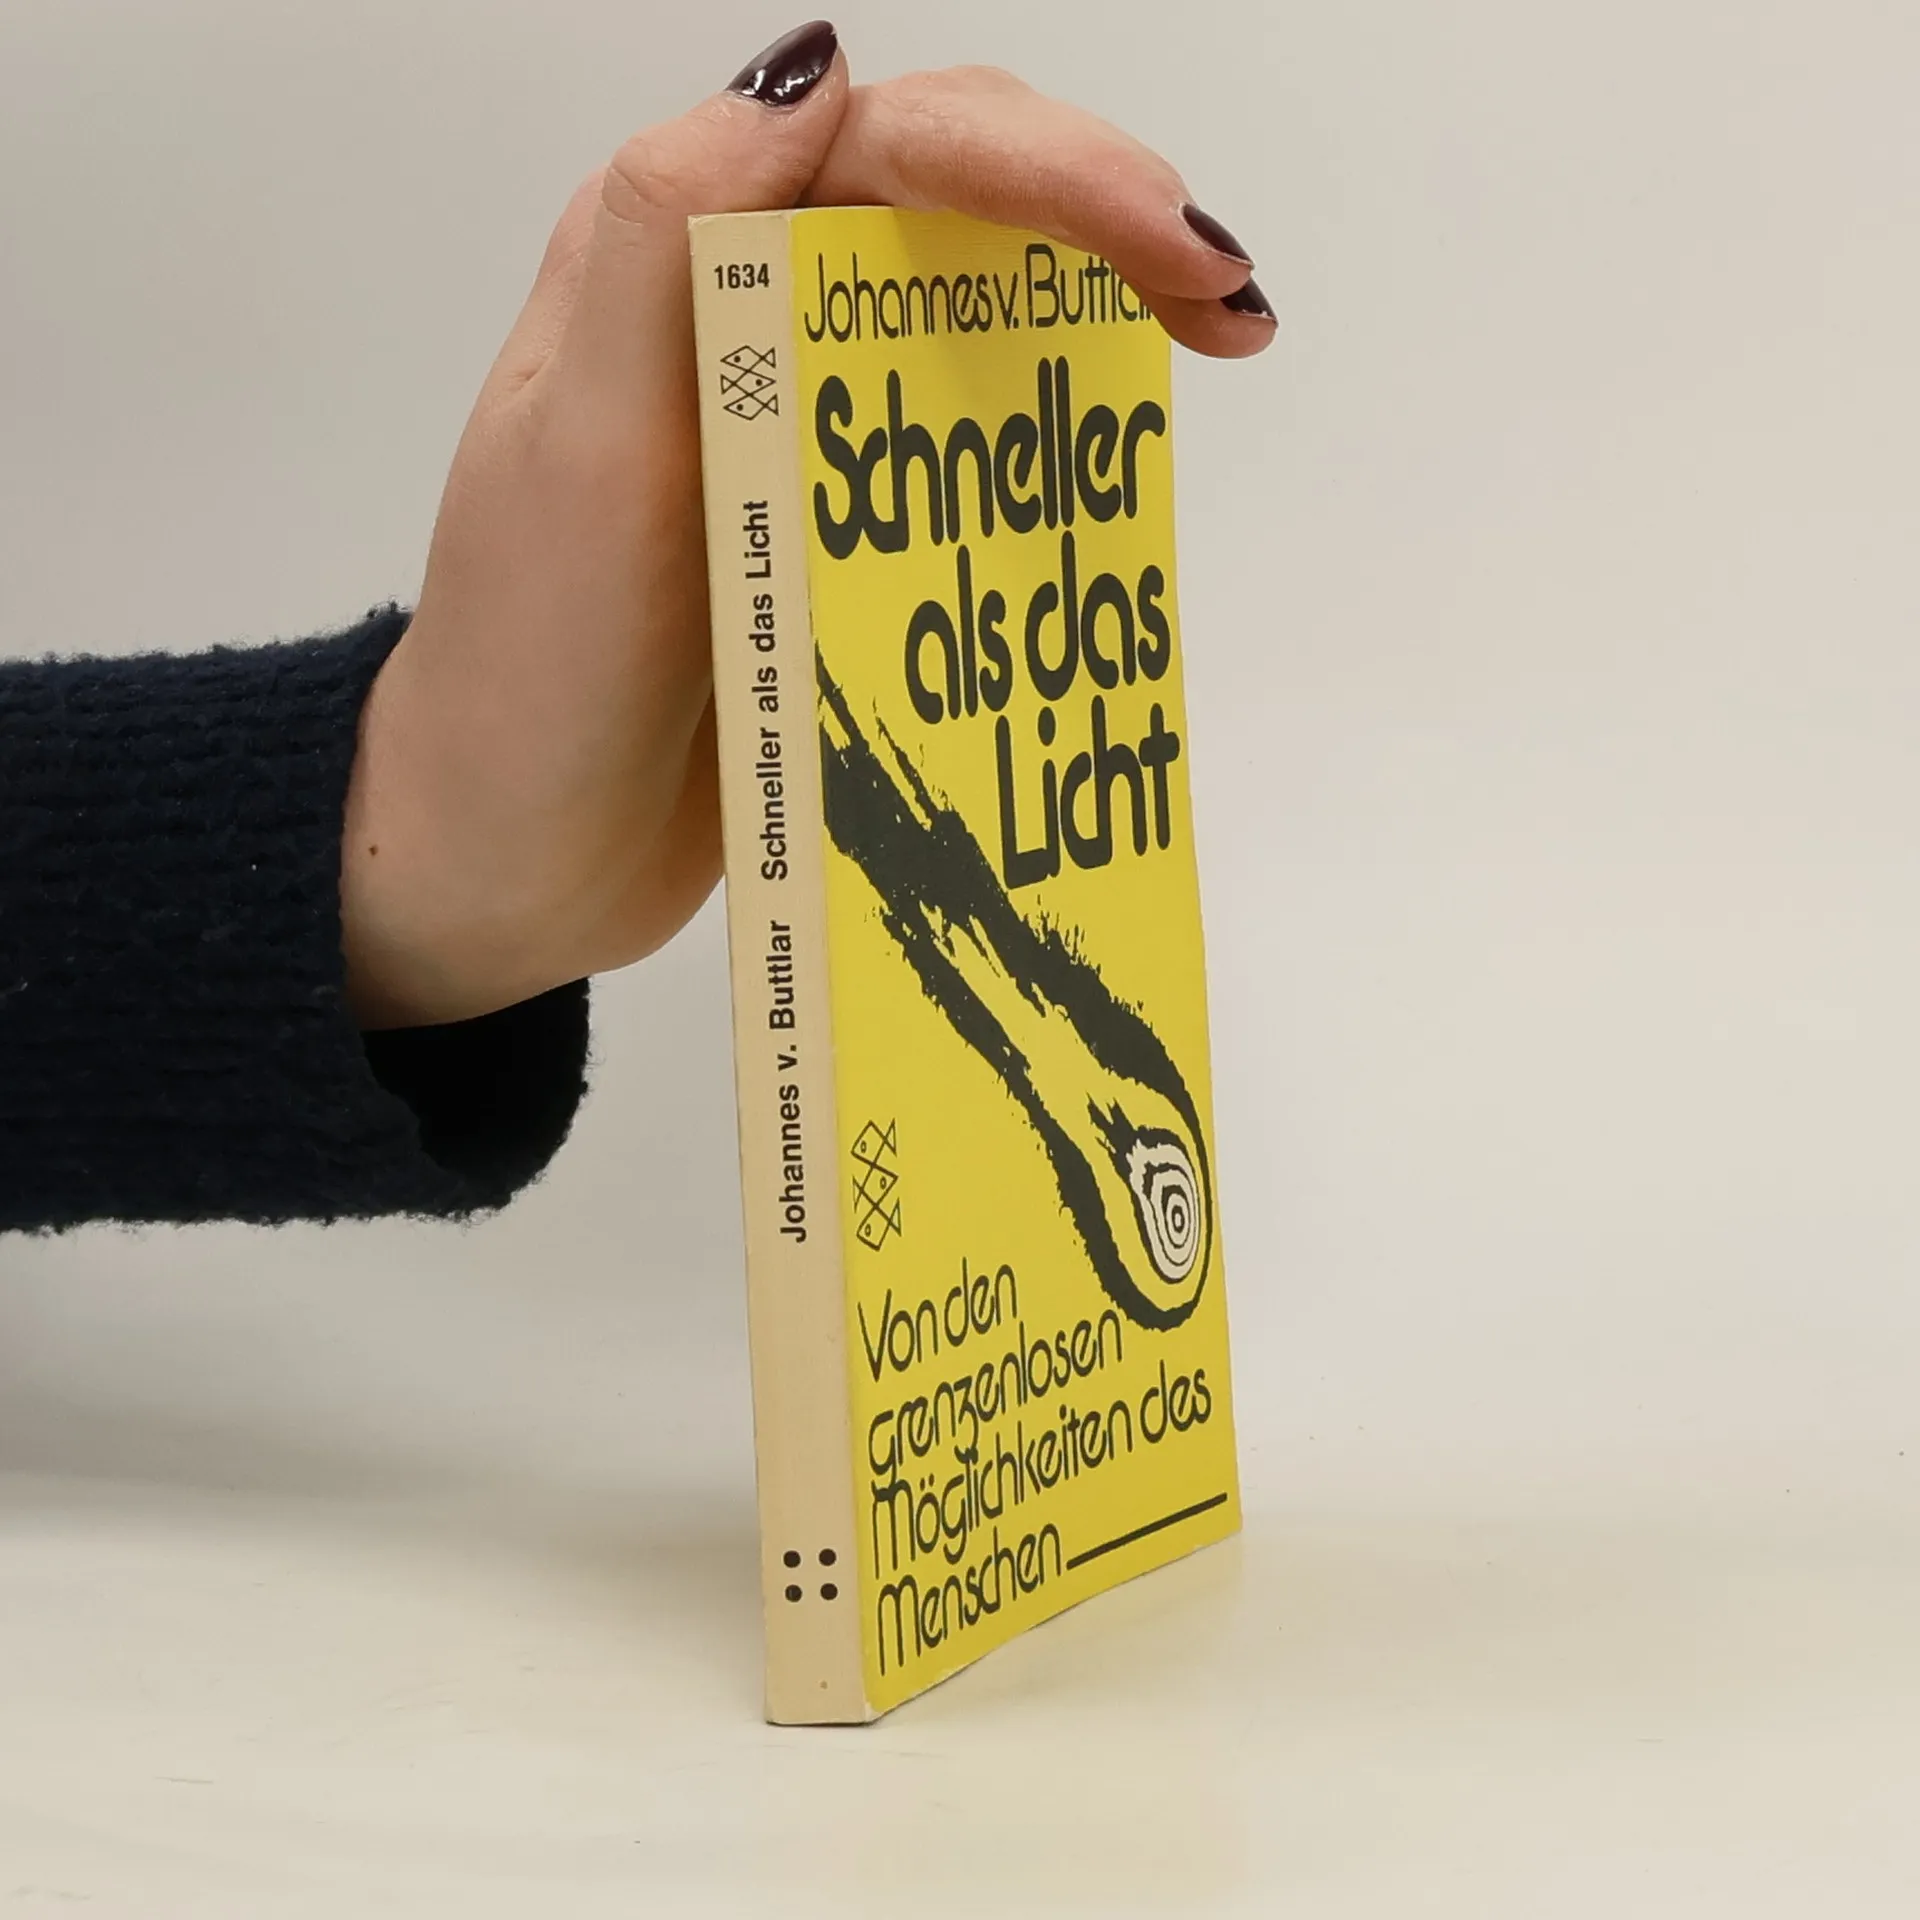 1634
Johannes v. Buttlar Schneller als das Licht
Johannes v. Buttlar
Schneller
als das
Licht
Von den
grenzenlosen
Möglichkeiten des
Menschen